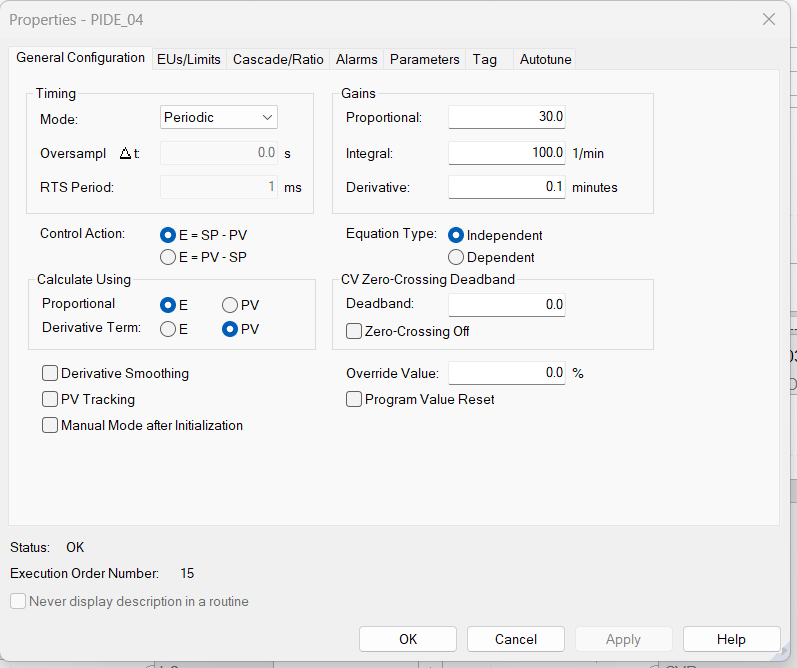 Properties - PIDE_04
General Configuration EUs/Limits Cascade/Ratio Alarms Parameters Tag Autotune
Timing
Mode: Periodic
Oversampl Δt 0.0 s
RTS Period: 1 ms
Gains
Proportional: 30.0
Integral: 100.0 1/min
Derivative: 0.1 minutes
Control Action: E = SP - PV
E = PV - SP
Equation Type: Independent
Dependent
Calculate Using
Proportional E PV
Derivative Term: E PV
CV Zero-Crossing Deadband
Deadband: 0.0
Zero-Crossing Off
Derivative Smoothing
PV Tracking
Manual Mode after Initialization
Override Value: 0.0 %
Program Value Reset
Status: OK
Execution Order Number: 15
Never display description in a routine
OK Cancel Apply Help